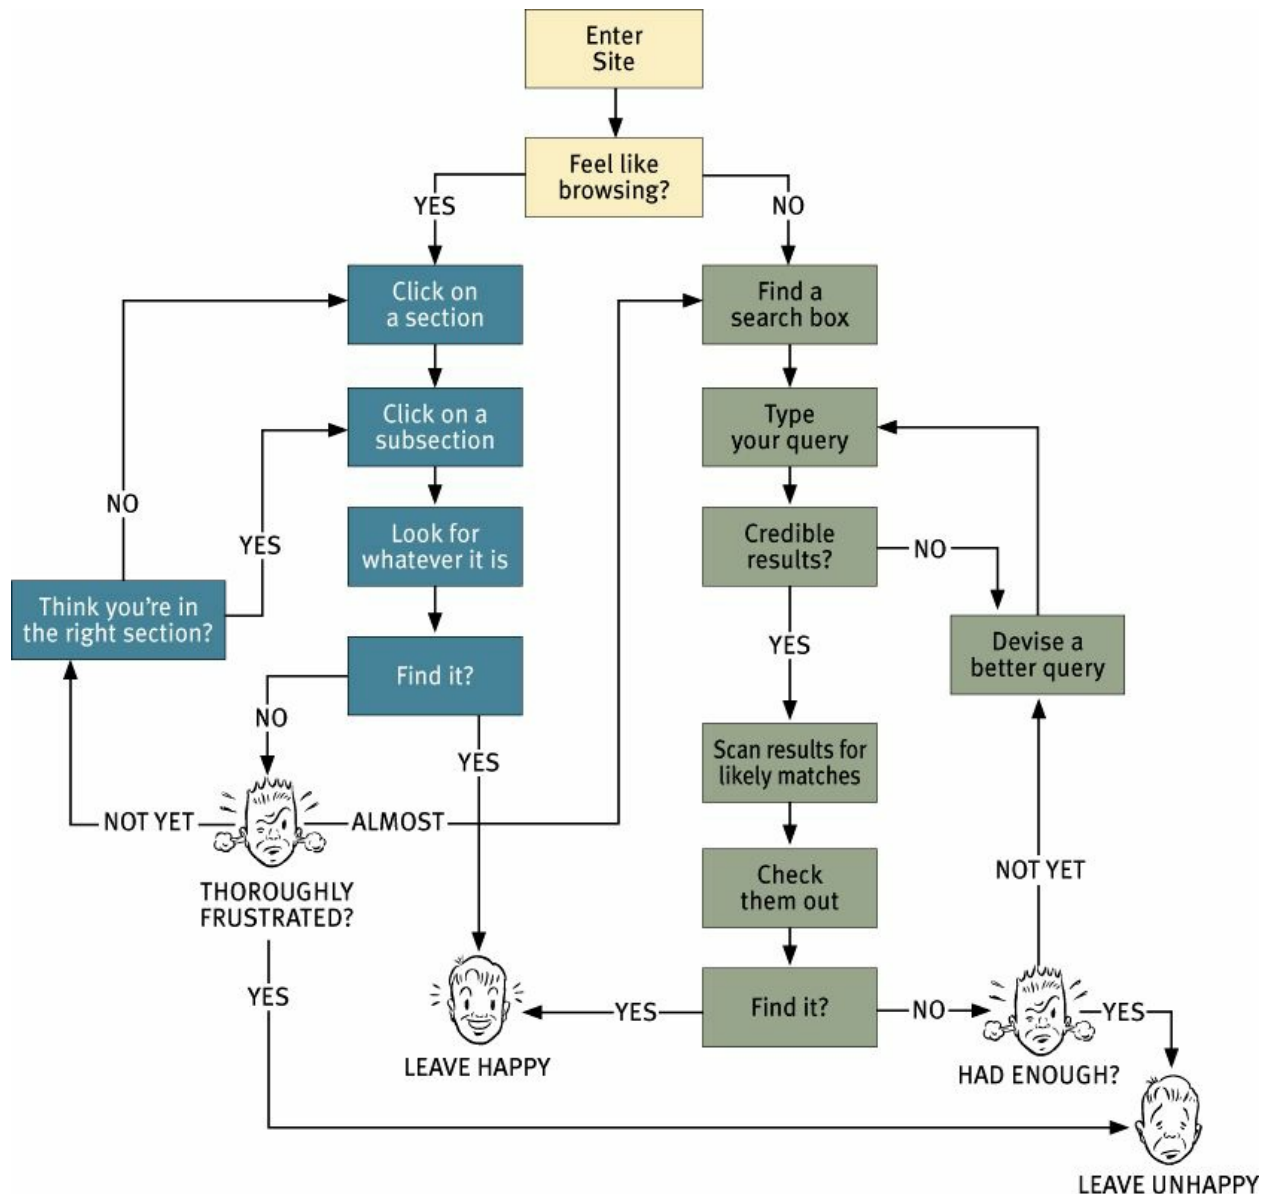 Enter
Site
Feel like
browsing?
YES
NO
Click on
a section
Find a
search box
Click on a
subsection
Type
your query
NO
YES
Look for
whatever it is
Credible
results?
NO
Think you're in
the right section?
YES
Devise a
better query
Find it?
NO
YES
Scan results for
likely matches
NOT YET
ALMOST
THOROUGHLY
FRUSTRATED?
Check
them out
NOT YET
YES
Find it?
YES
NO
YES
LEAVE HAPPY
HAD ENOUGH?
LEAVE UNHAPPY